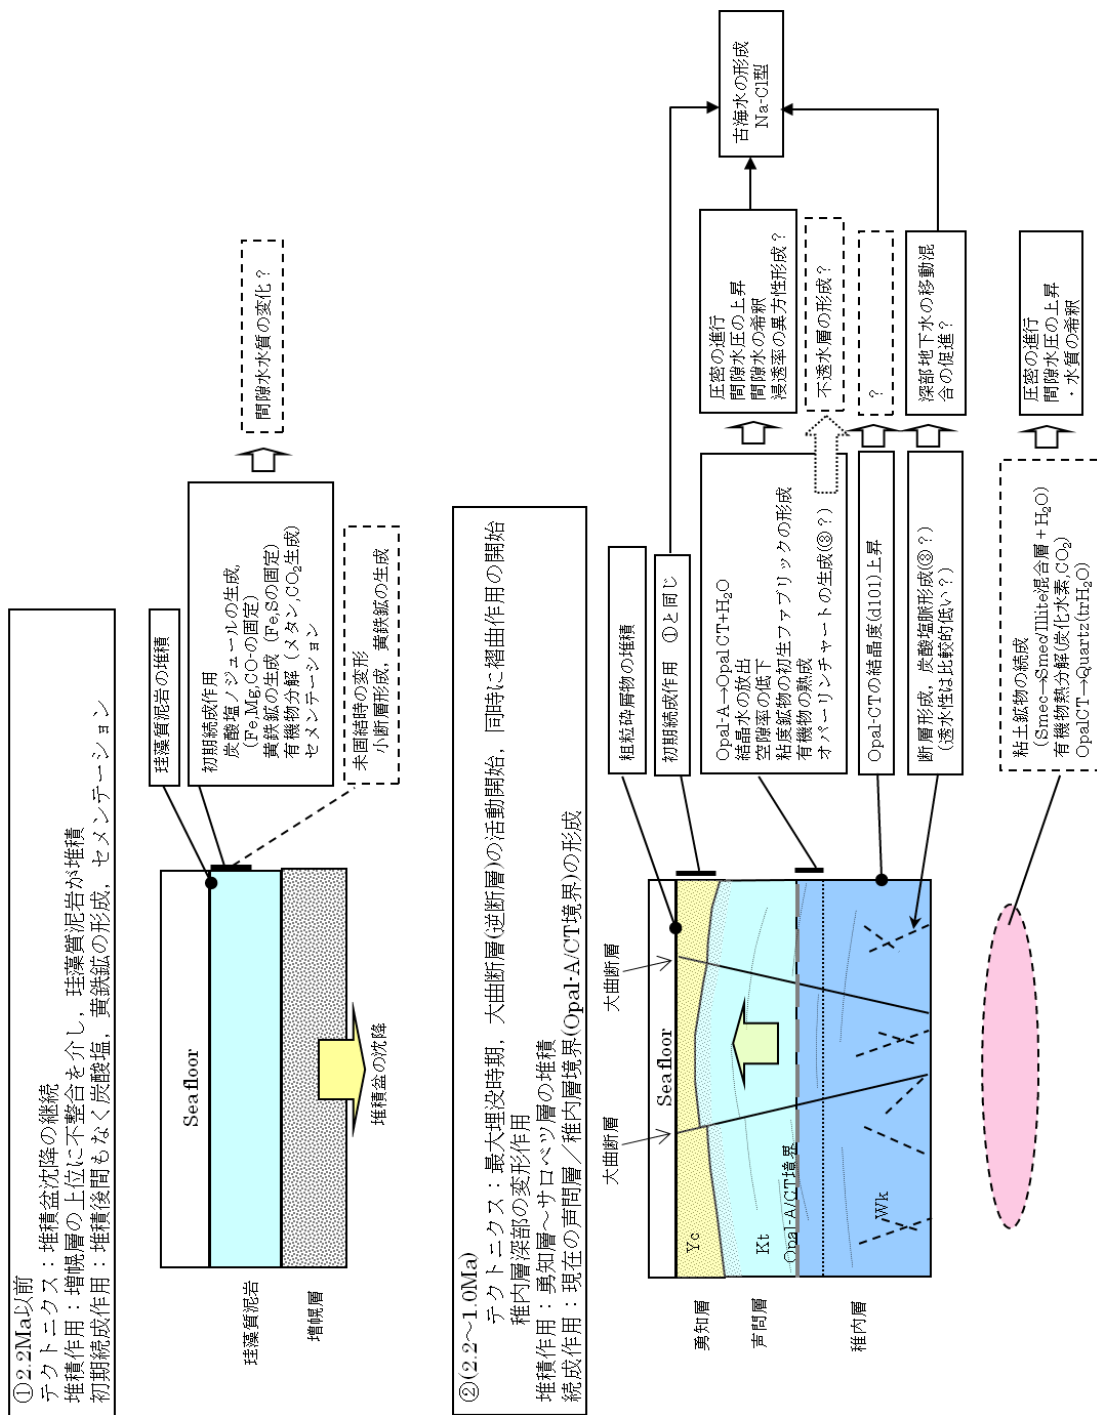 ①2.2Ma以前
テクトニクス：堆積盆沈降の継続
堆積作用：増幌層の上位に不整合を介し，珪藻質泥岩が堆積
初期続成作用：堆積後間もなく炭酸塩，黄鉄鉱の形成，セメンテーション
Seafloor
珪藻質泥岩
増幌層
堆積盆の沈降
珪藻質泥岩の堆積
初期続成作用
炭酸塩ノジュールの生成,
(Fe,Mg,CO-の固定)
黄鉄鉱の生成 (Fe,Sの固定)
有機物分解 (メタン,CO₂生成)
セメンテーション
未固結時の変形
小断層形成，黄鉄鉱の生成
間隙水水質の変化？
②(2.2～1.0Ma)
テクトニクス：最大埋没時期，大曲断層(逆断層)の活動開始，同時に褶曲作用の開始
稚内層深部の変形作用
堆積作用：勇知層～サロベツ層の堆積
続成作用：現在の声問層／稚内層境界(Opal-A/CT境界)の形成
大曲断層
大曲断層
Seafloor
勇知層
Yc
声問層
Kt
Opal-A/CT境界
稚内層
Wk
粗粒砕屑物の堆積
初期続成作用 ①と同じ
Opal-A→OpalCT+H₂O
結晶水の放出
空隙率の低下
粘度鉱物の初生ファブリックの形成
有機物の熟成
オパーリンチャートの生成(③？)
Opal-CTの結晶度(d101)上昇
断層形成，炭酸塩脈形成(③？)
(透水性は比較的低い？)
粘土鉱物の続成
(Smec→Smec/Illite混合層＋H₂O)
有機物熱分解(炭化水素,CO₂)
OpalCT→Quartz(trH₂O)
圧密の進行
間隙水圧の上昇
間隙水の希釈
浸透率の異方性形成？
不透水層の形成？
？
深部地下水の移動混
合の促進？
圧密の進行
間隙水圧の上昇
・水質の希釈
古海水の形成
Na-Cl型